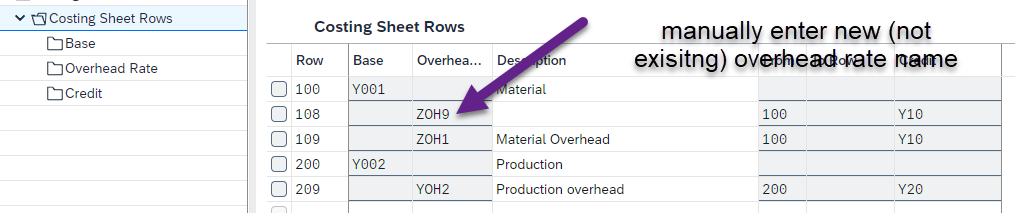 Costing Sheet Rows
Base
Overhead Rate
Credit
Costing Sheet Rows
manually enter new (not
exisitng) overhead rate name
Row Base Overhea... Description Row
100 Y001 Material
108 ZOH9 100 Y10
109 ZOH1 Material Overhead 100 Y10
200 Y002 Production
209 YOH2 Production overhead 200 Y20